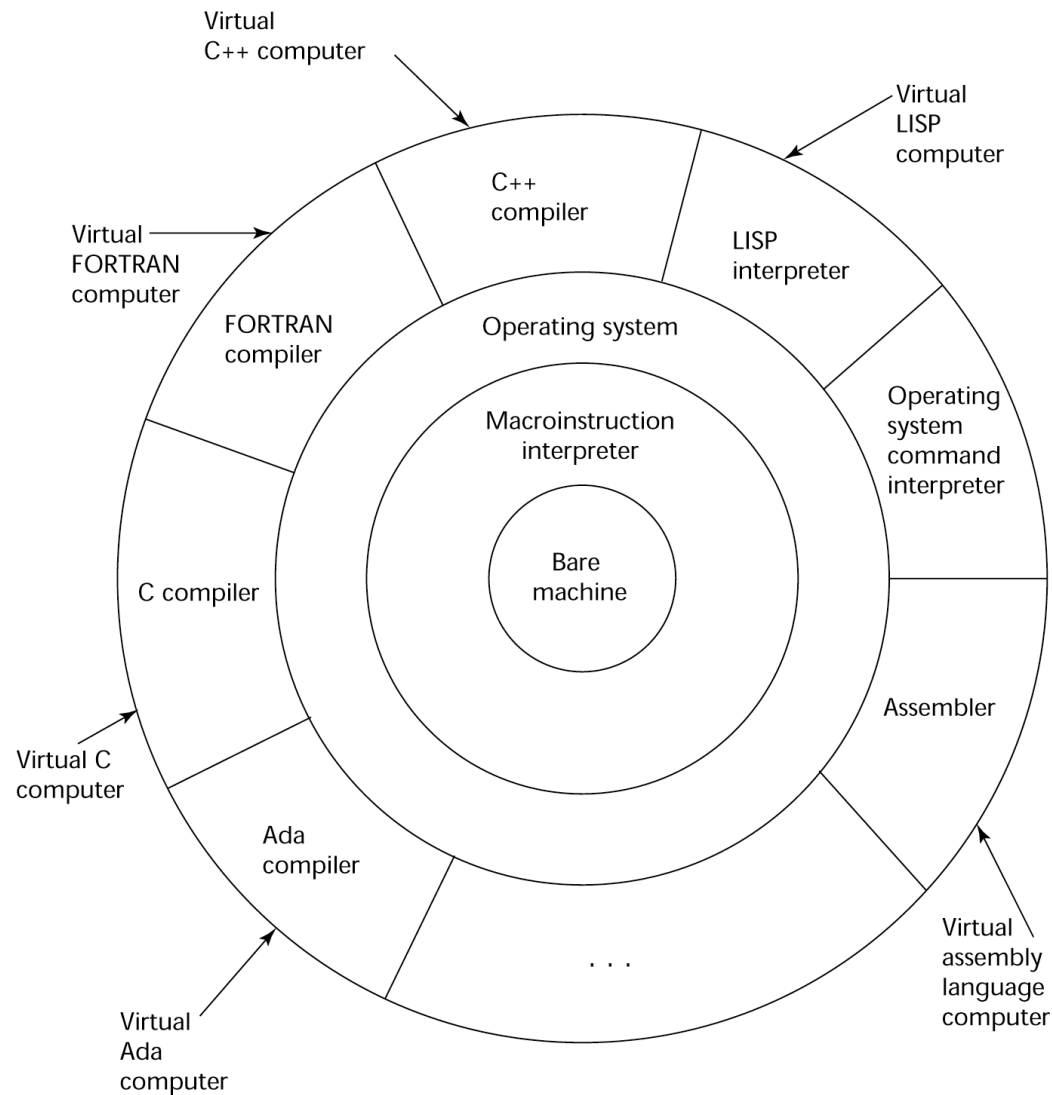 Virtual
C++ computer
Virtual
LISP
computer
C++
compiler
Virtual
FORTRAN
computer
LISP
interpreter
FORTRAN
compiler
Operating system
Operating
system
command
interpreter
Macroinstruction
interpreter
Bare
machine
C compiler
Assembler
Virtual C
computer
Ada
compiler
Virtual
assembly
language
computer
. . .
Virtual
Ada
computer